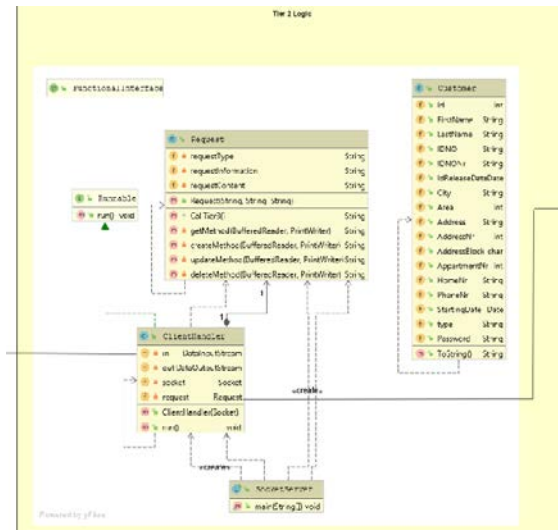 Tier 2 Logic
FunctionalInterface
Customer
Id int
FirstName String
LastName String
IDNO String
IDNONr String
IdReleaseDate Date
City String
Area int
Address String
AddressNr int
AddressBlock char
AppartmentNr int
HomeNr String
PhoneNr String
StartingDate Date
type String
Password String
ToString() String
Request
requestType String
requestInformation String
requestContent String
Request(String, String, String)
CallTier3()
getMethod(BufferedReader, PrintWriter) String
createMethod(BufferedReader, PrintWriter) String
updateMethod(BufferedReader, PrintWriter) String
deleteMethod(BufferedReader, PrintWriter) String
Runnable
run() void
1
1
ClientHandler
in DataInputStream
out DataOutputStream
socket Socket
request Request
ClientHandler(Socket)
run() void
«create»
«create»
SocketServer
main(String[]) void
Powered by yFiles